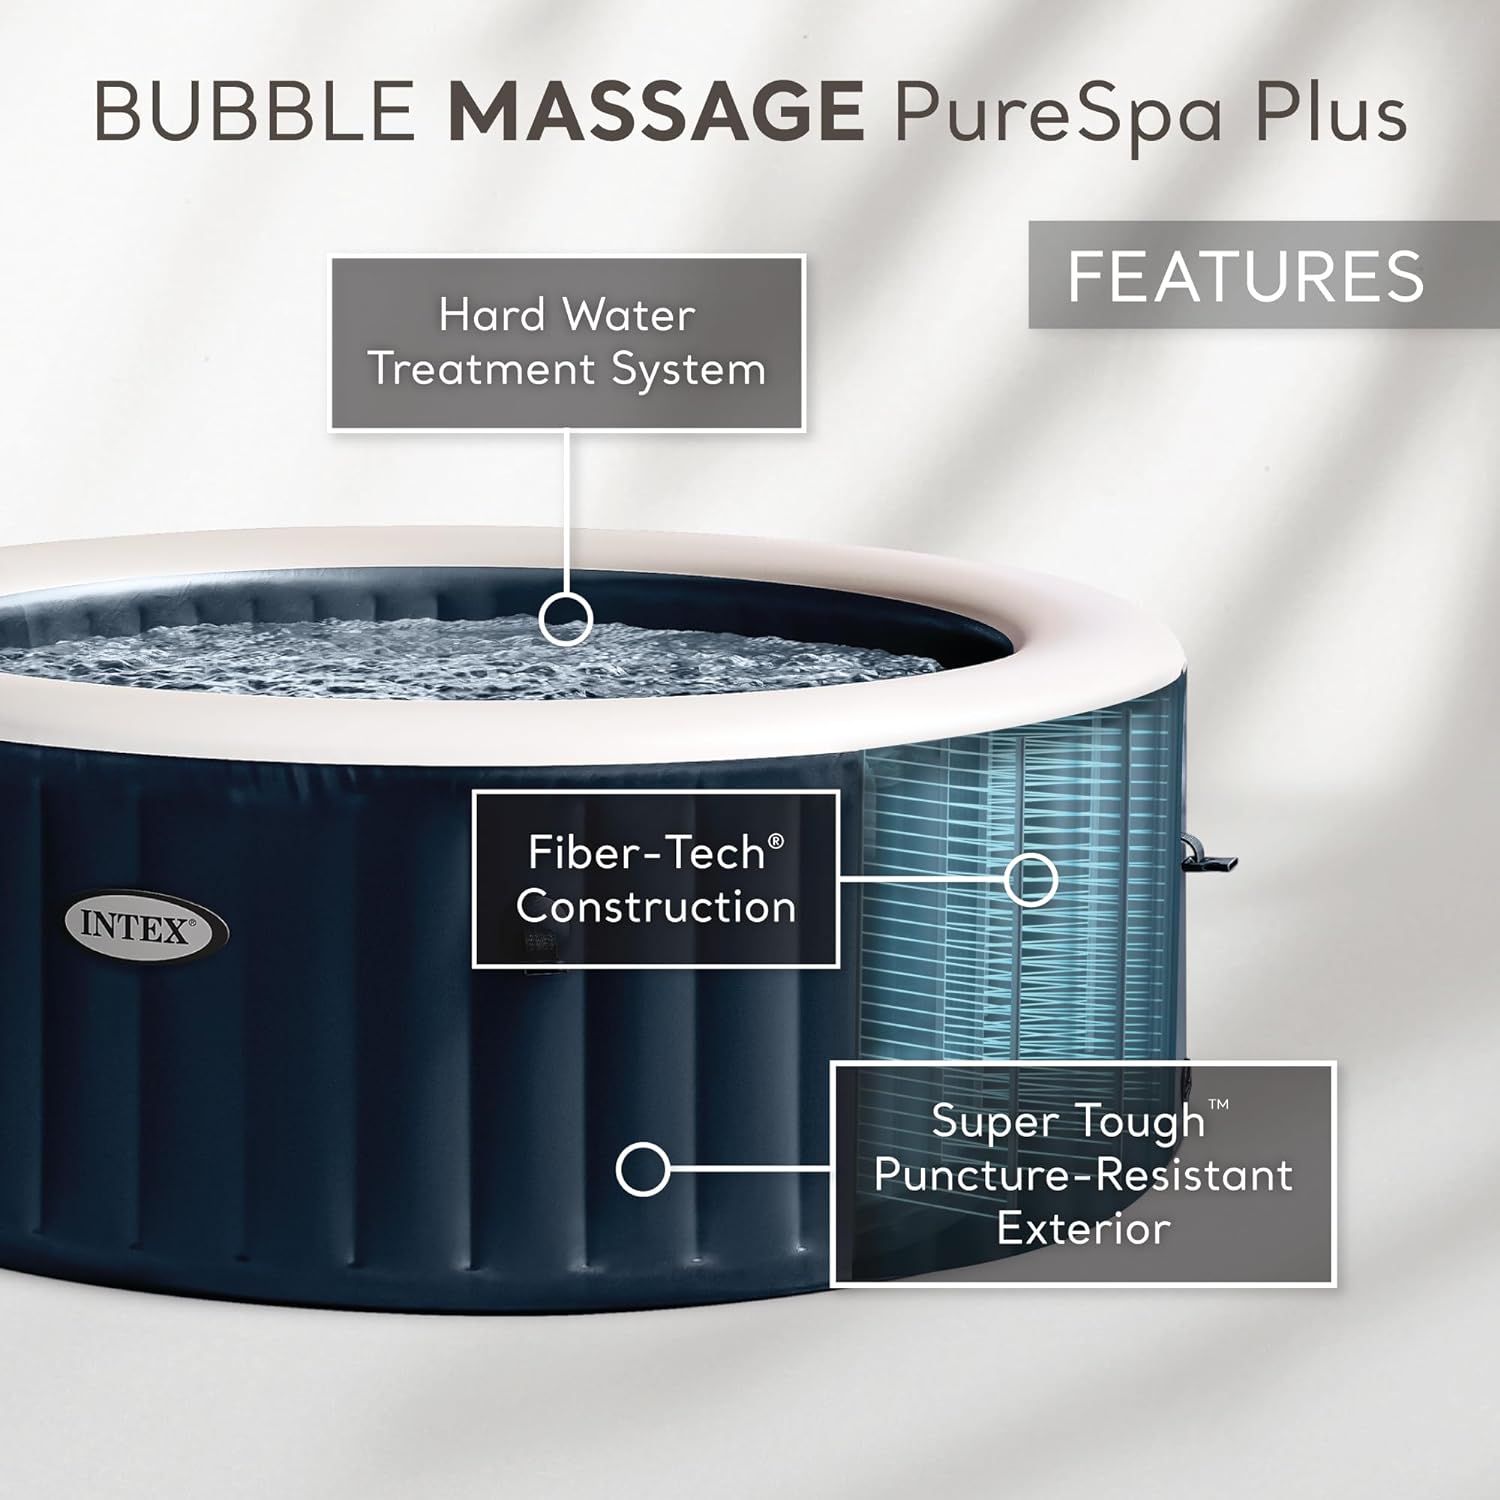 BUBBLE MASSAGE PureSpa Plus
FEATURES
Hard Water
Treatment System
Fiber-Tech®
Construction
INTEX®
Super Tough™
Puncture-Resistant
Exterior